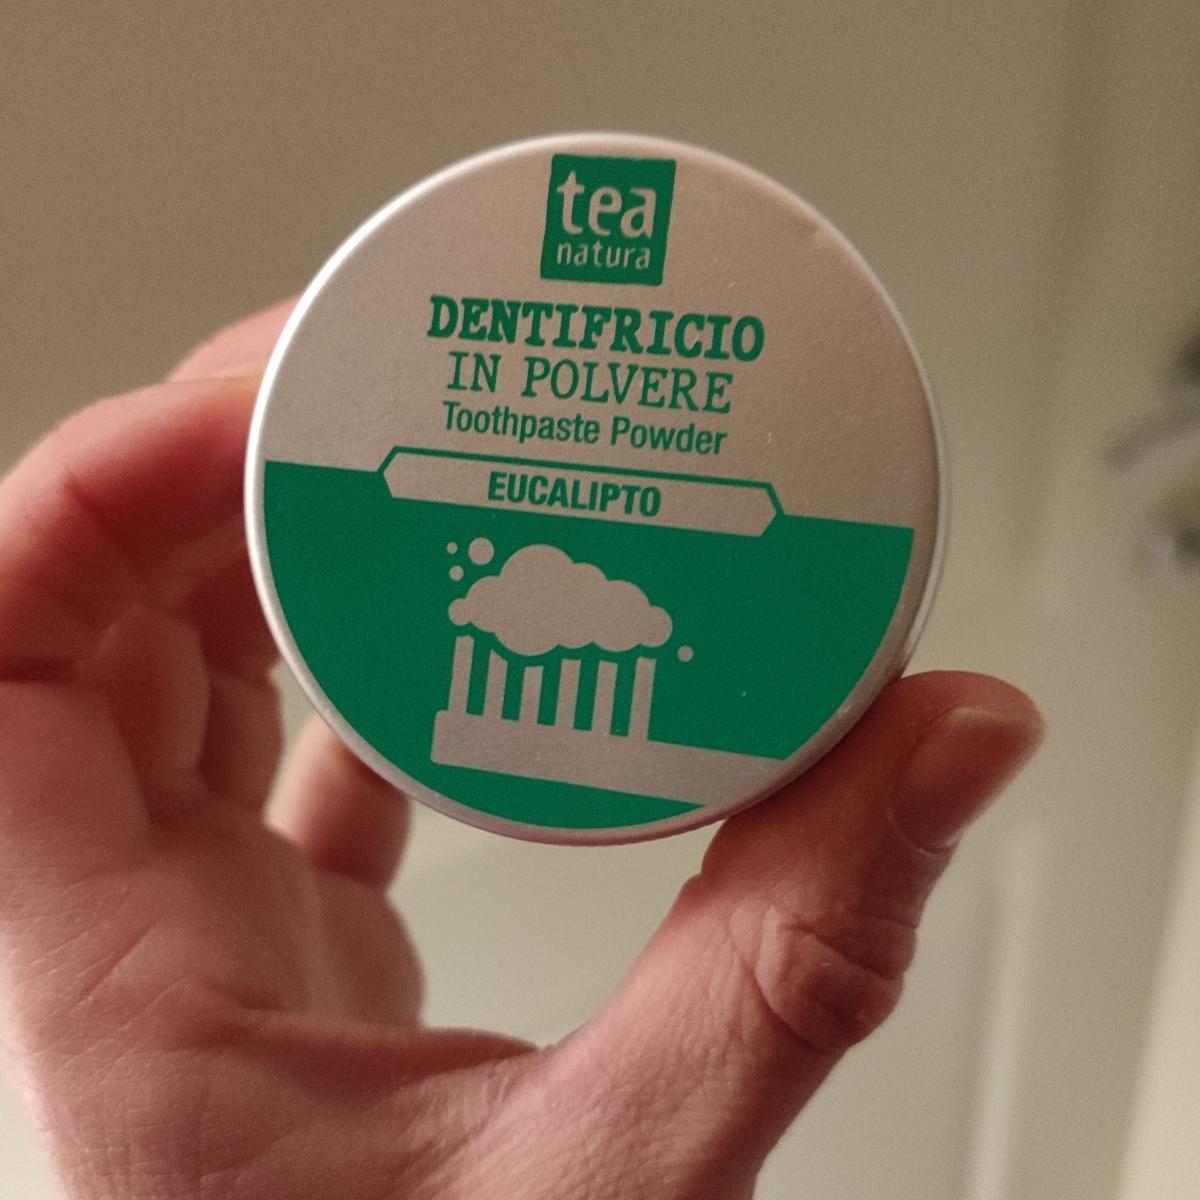 tea
natura
DENTIFRICIO
IN POLVERE
Toothpaste Powder
EUCALIPTO